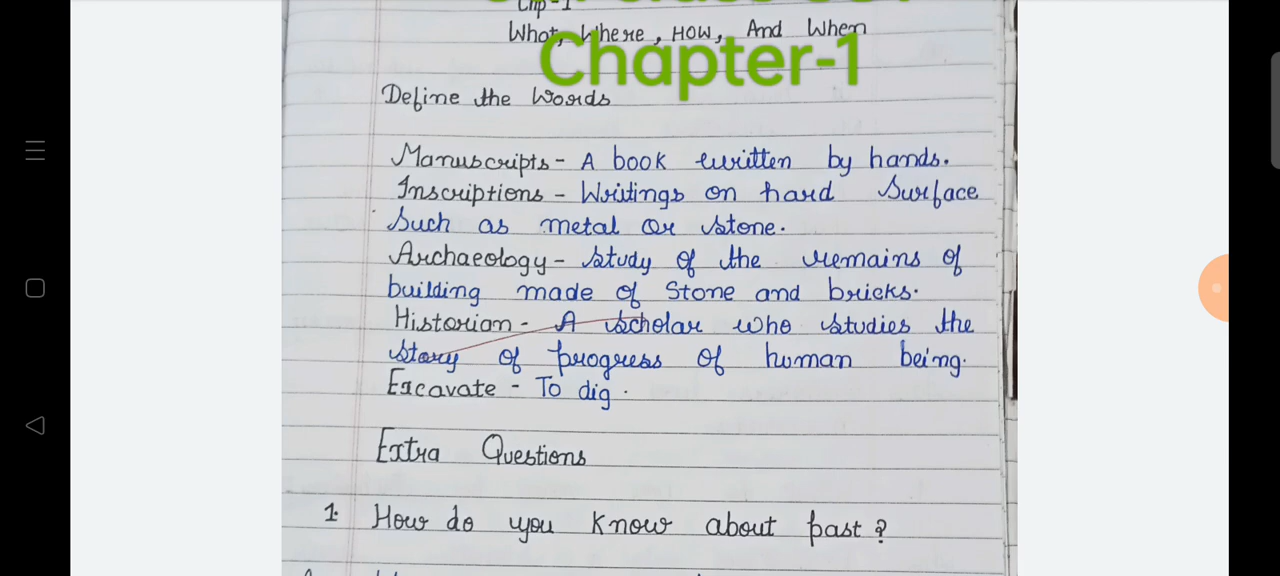 Chp-1
What, Where, How, And When
Chapter-1
Define the Words
Manuscripts - A book written by hands.
Inscriptions - Writings on hard Surface
Such as metal or stone.
Archaeology - study of the remains of
building made of Stone and bricks.
Historian - A scholar who studies the
story of progress of human being.
Excavate - To dig.
Extra Questions
1. How do you know about past?